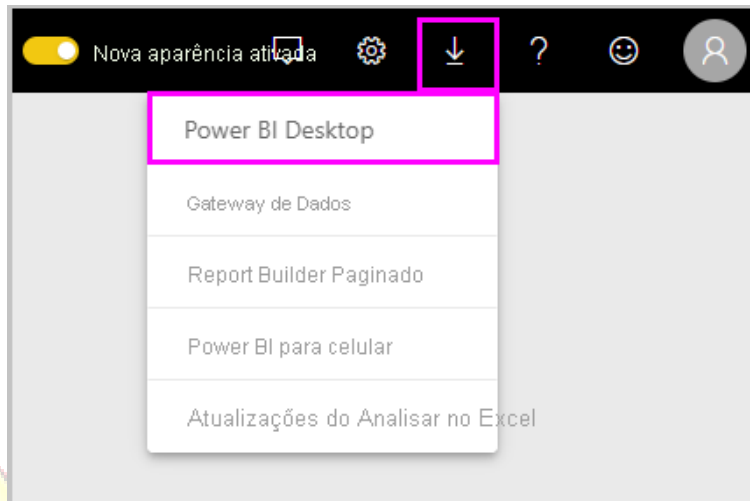 Nova aparência ativada
?
Power BI Desktop
Gateway de Dados
Report Builder Paginado
Power BI para celular
Atualizações do Analisar no Excel